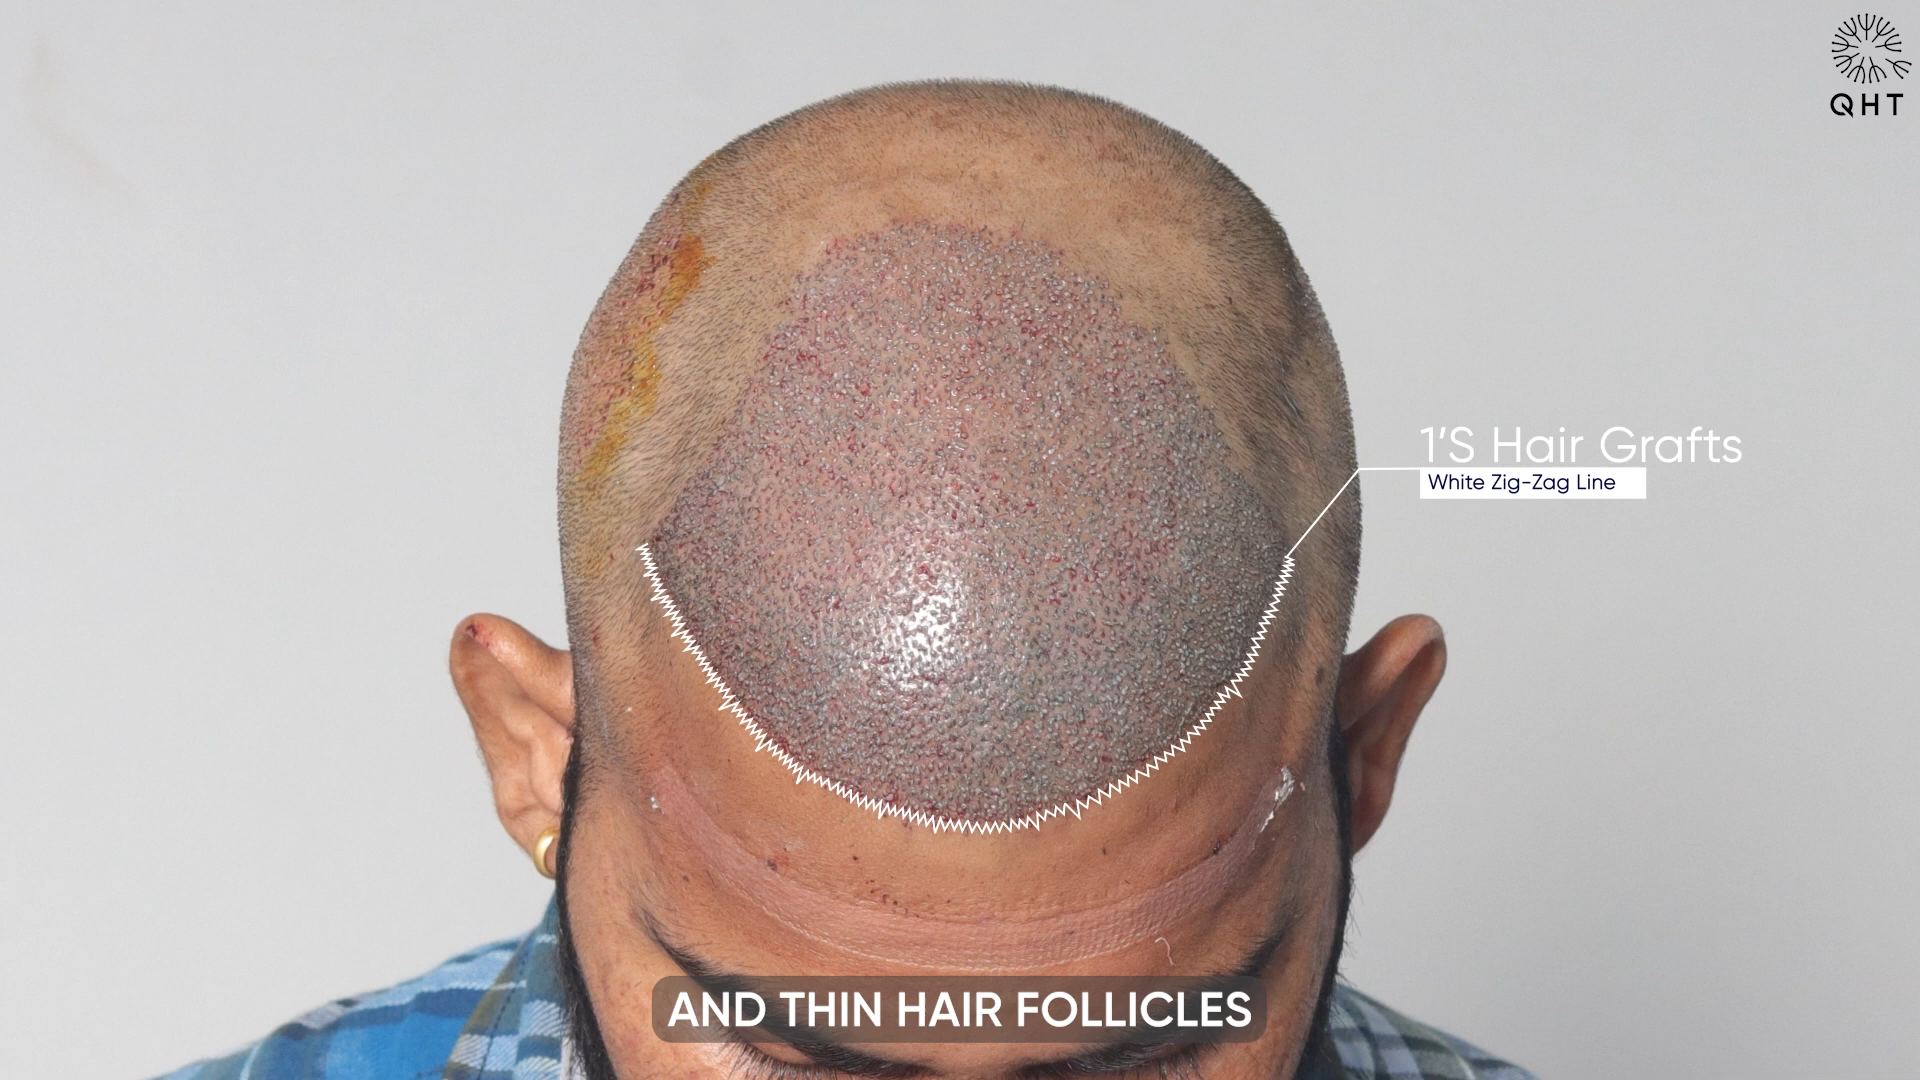 QHT
1'S Hair Grafts
White Zig-Zag Line
AND THIN HAIR FOLLICLES